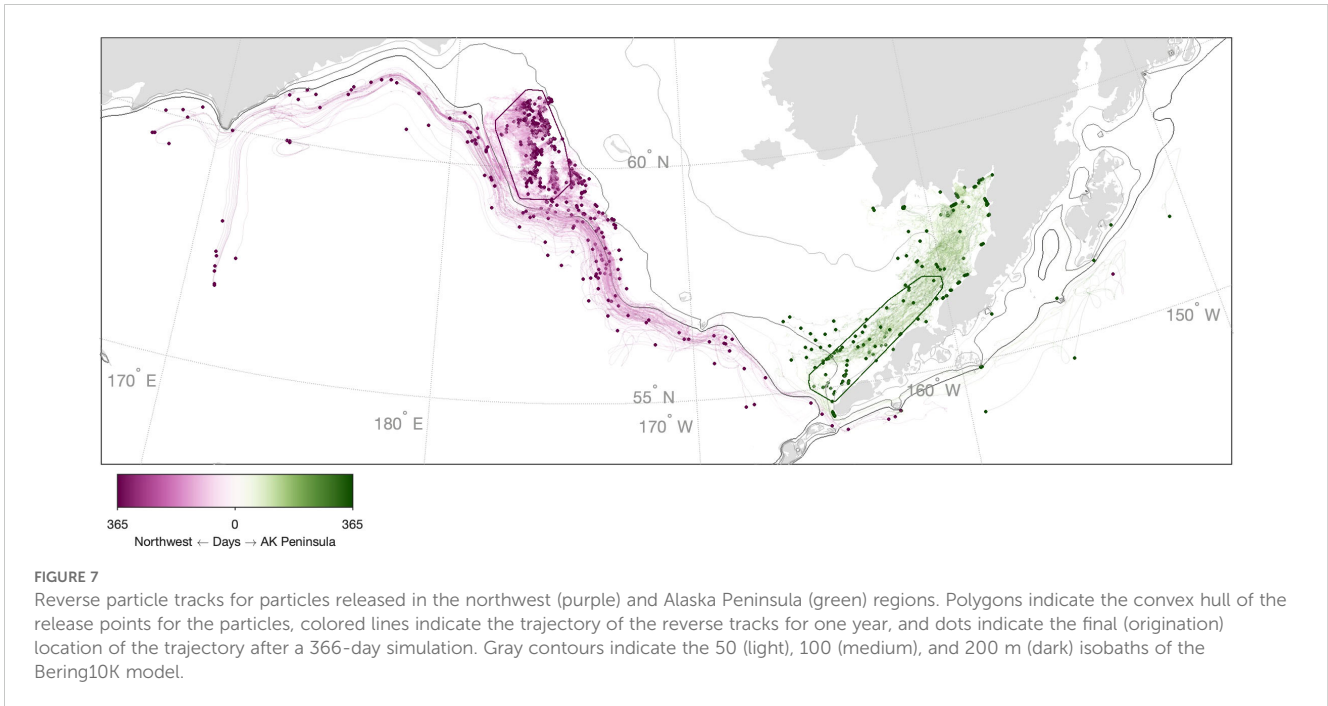 60° N
150° W
170° E
160° W
55° N
180° E
170° W
365 0 365
Northwest ← Days → AK Peninsula
FIGURE 7
Reverse particle tracks for particles released in the northwest (purple) and Alaska Peninsula (green) regions. Polygons indicate the convex hull of the
release points for the particles, colored lines indicate the trajectory of the reverse tracks for one year, and dots indicate the final (origination)
location of the trajectory after a 366-day simulation. Gray contours indicate the 50 (light), 100 (medium), and 200 m (dark) isobaths of the
Bering10K model.